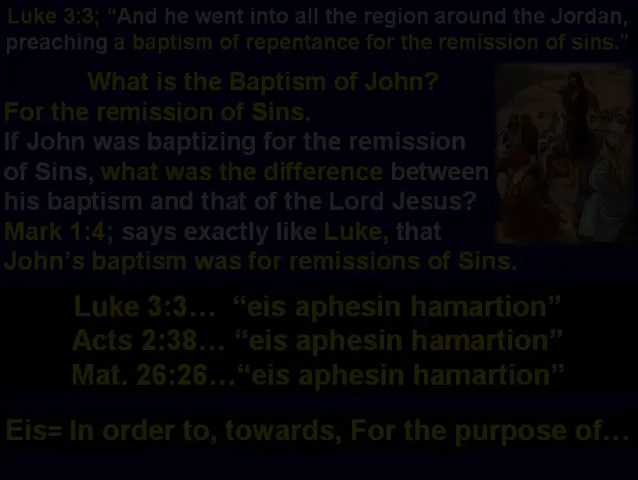 Luke 3:3; “And he went into all the region around the Jordan,
preaching a baptism of repentance for the remission of sins.”
What is the Baptism of John?
For the remission of Sins.
If John was baptizing for the remission
of Sins, what was the difference between
his baptism and that of the Lord Jesus?
Mark 1:4; says exactly like Luke, that
John’s baptism was for remissions of Sins.
Luke 3:3… “eis aphesin hamartion”
Acts 2:38… “eis aphesin hamartion”
Mat. 26:26…“eis aphesin hamartion”
Eis= In order to, towards, For the purpose of…